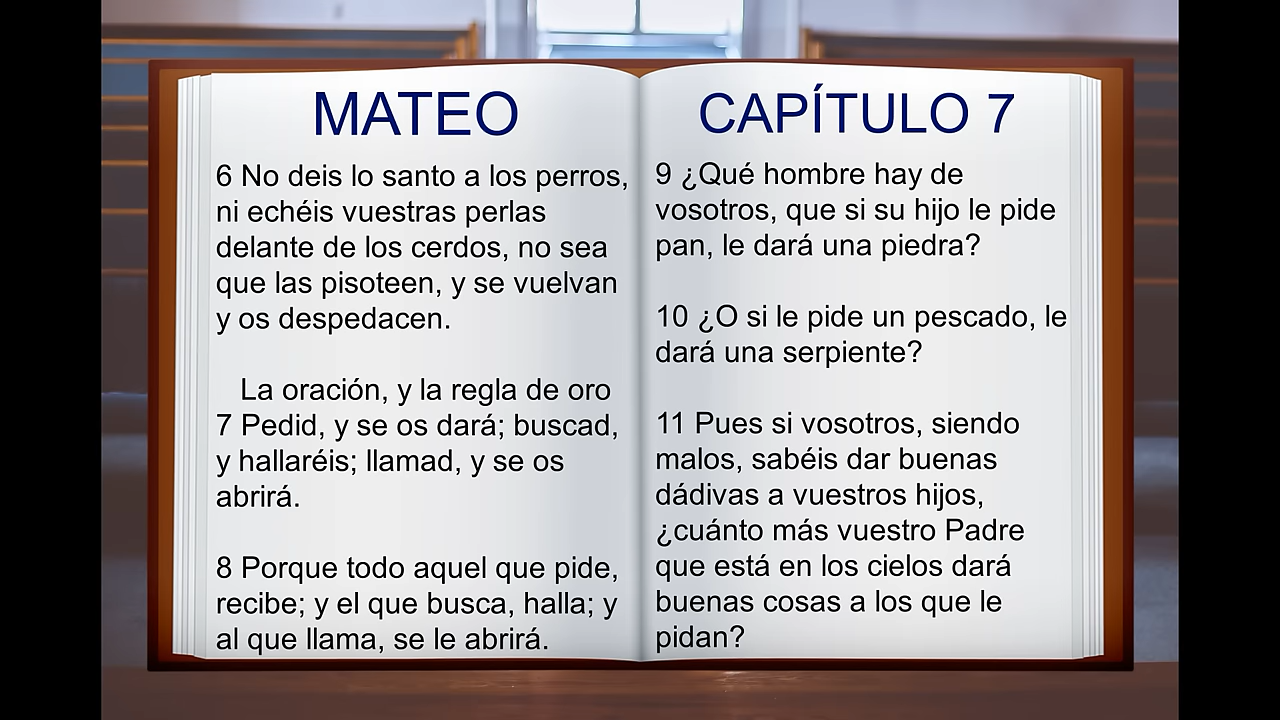 MATEO
6 No deis lo santo a los perros,
ni echéis vuestras perlas
delante de los cerdos, no sea
que las pisoteen, y se vuelvan
y os despedacen.
La oración, y la regla de oro
7 Pedid, y se os dará; buscad,
y hallaréis; llamad, y se os
abrirá.
8 Porque todo aquel que pide,
recibe; y el que busca, halla; y
al que llama, se le abrirá.
CAPÍTULO 7
9 ¿Qué hombre hay de
vosotros, que si su hijo le pide
pan, le dará una piedra?
10 ¿O si le pide un pescado, le
dará una serpiente?
11 Pues si vosotros, siendo
malos, sabéis dar buenas
dádivas a vuestros hijos,
¿cuánto más vuestro Padre
que está en los cielos dará
buenas cosas a los que le
pidan?